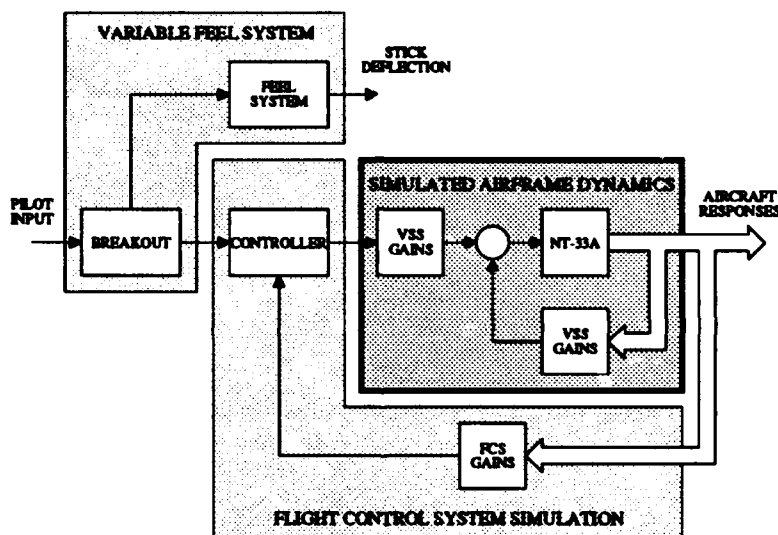 VARIABLE FEEL SYSTEM
STICK
DEFLECTION
FEEL
SYSTEM
SIMULATED AIRFRAME DYNAMICS
PILOT
INPUT
AIRCRAFT
RESPONSES
BREAKOUT
CONTROLLER
VSS
GAINS
NT-33A
VSS
GAINS
FCS
GAINS
FLIGHT CONTROL SYSTEM SIMULATION